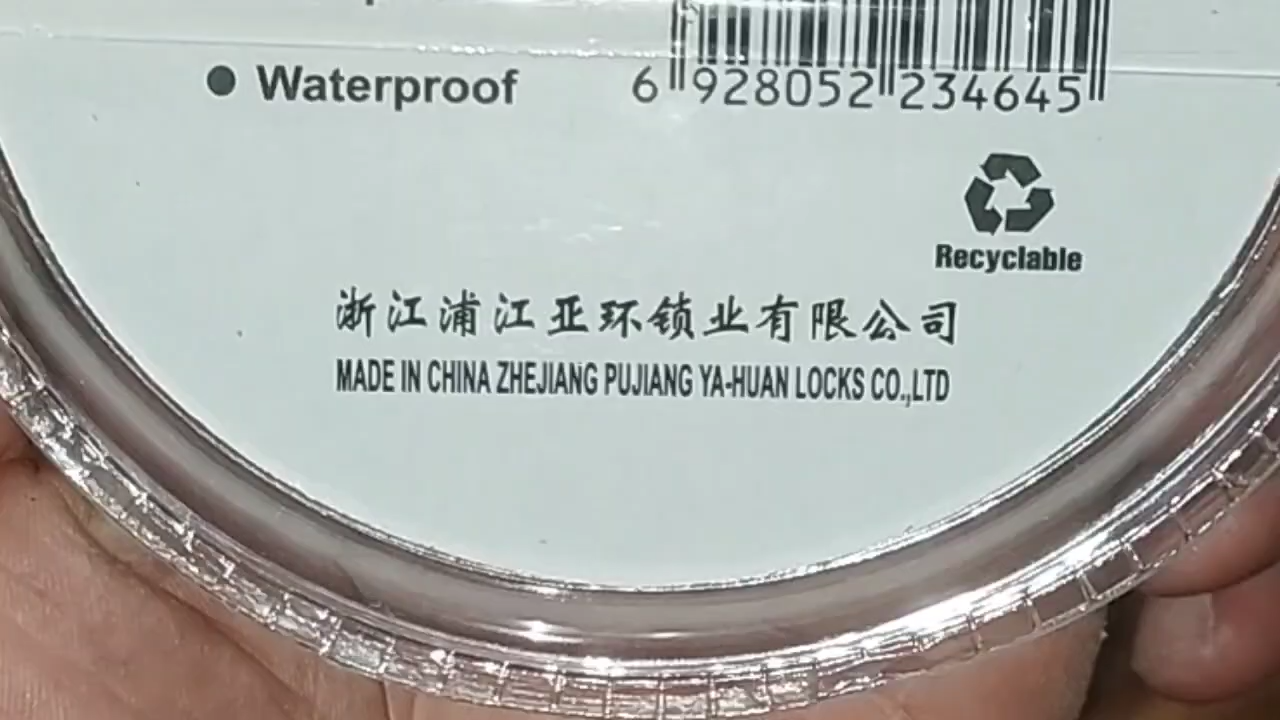 ● Waterproof
6 928052 234645
Recyclable
浙江浦江亚环锁业有限公司
MADE IN CHINA ZHEJIANG PUJIANG YA-HUAN LOCKS CO.,LTD